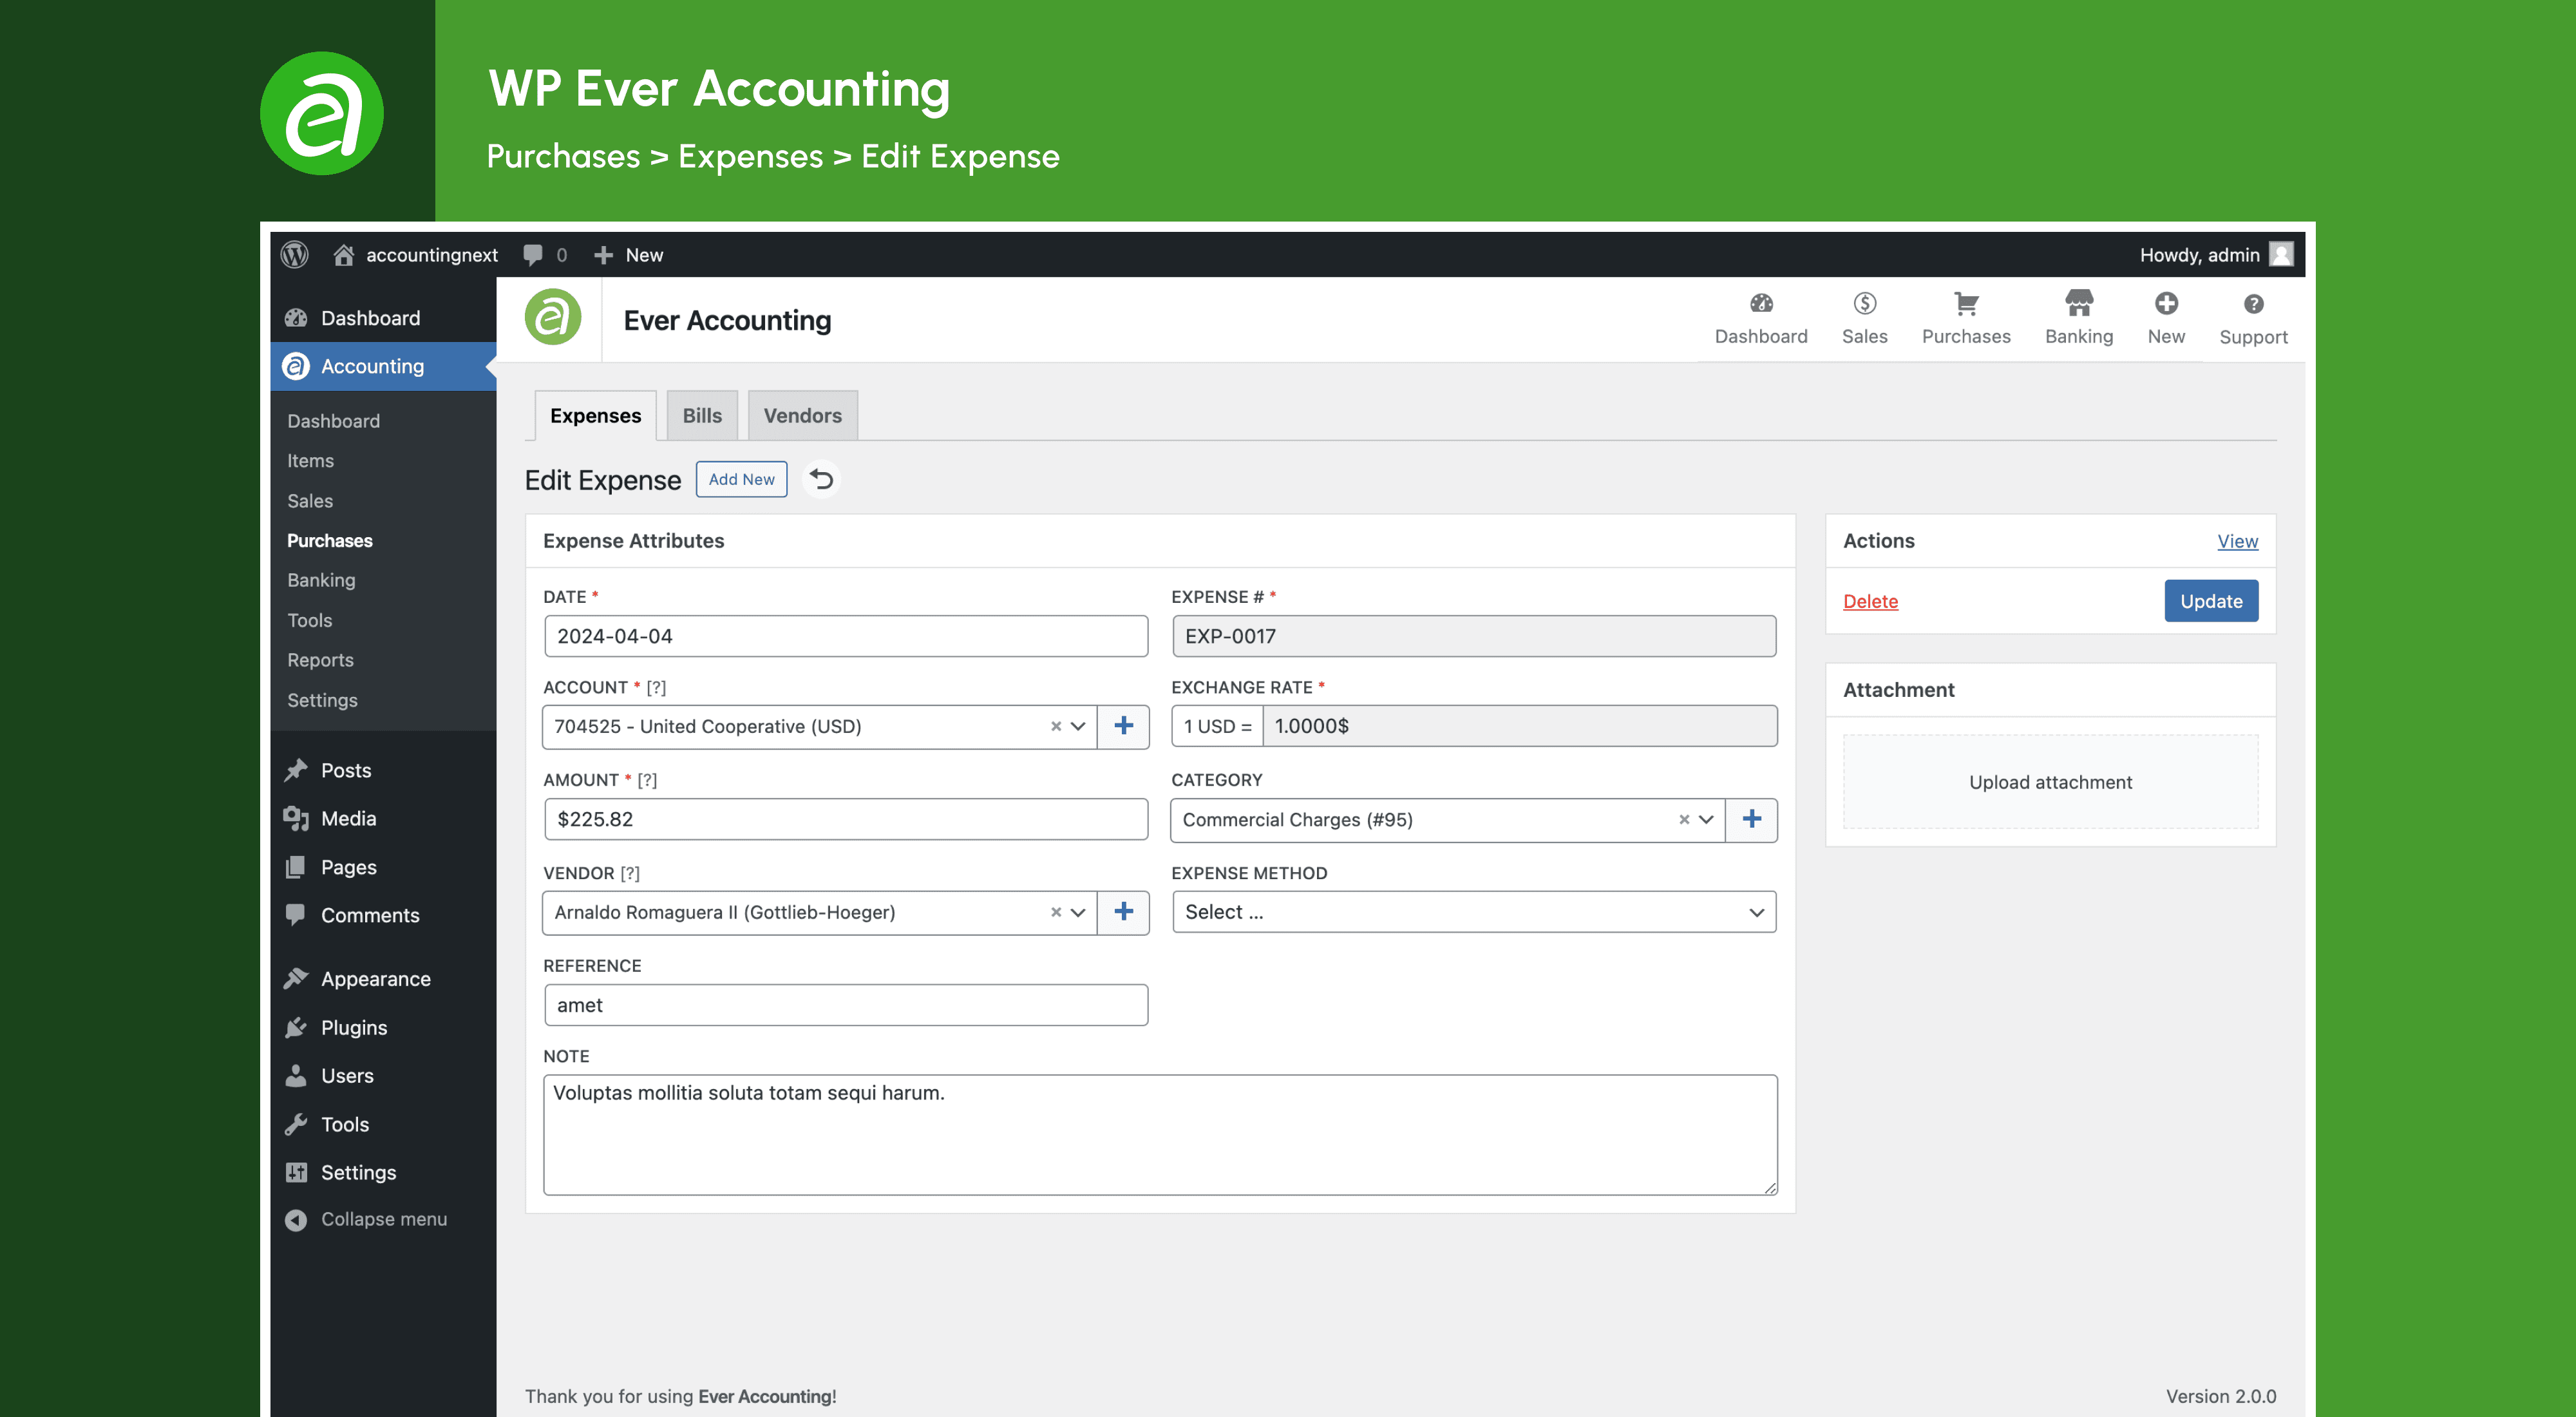 WP Ever Accounting
Purchases > Expenses > Edit Expense
accountingnext
0
New
Howdy, admin
Dashboard
Accounting
Dashboard
Items
Sales
Purchases
Banking
Tools
Reports
Settings
Posts
Media
Pages
Comments
Appearance
Plugins
Users
Tools
Settings
Collapse menu
Ever Accounting
Dashboard
Sales
Purchases
Banking
New
Support
Expenses
Bills
Vendors
Edit Expense
Add New
Expense Attributes
DATE *
2024-04-04
EXPENSE # *
EXP-0017
ACCOUNT * [?]
704525 - United Cooperative (USD)
EXCHANGE RATE *
1 USD =
1.0000$
AMOUNT * [?]
$225.82
CATEGORY
Commercial Charges (#95)
VENDOR [?]
Arnaldo Romaguera II (Gottlieb-Hoeger)
EXPENSE METHOD
Select ...
REFERENCE
amet
NOTE
Voluptas mollitia soluta totam sequi harum.
Actions
View
Delete
Update
Attachment
Upload attachment
Thank you for using Ever Accounting!
Version 2.0.0